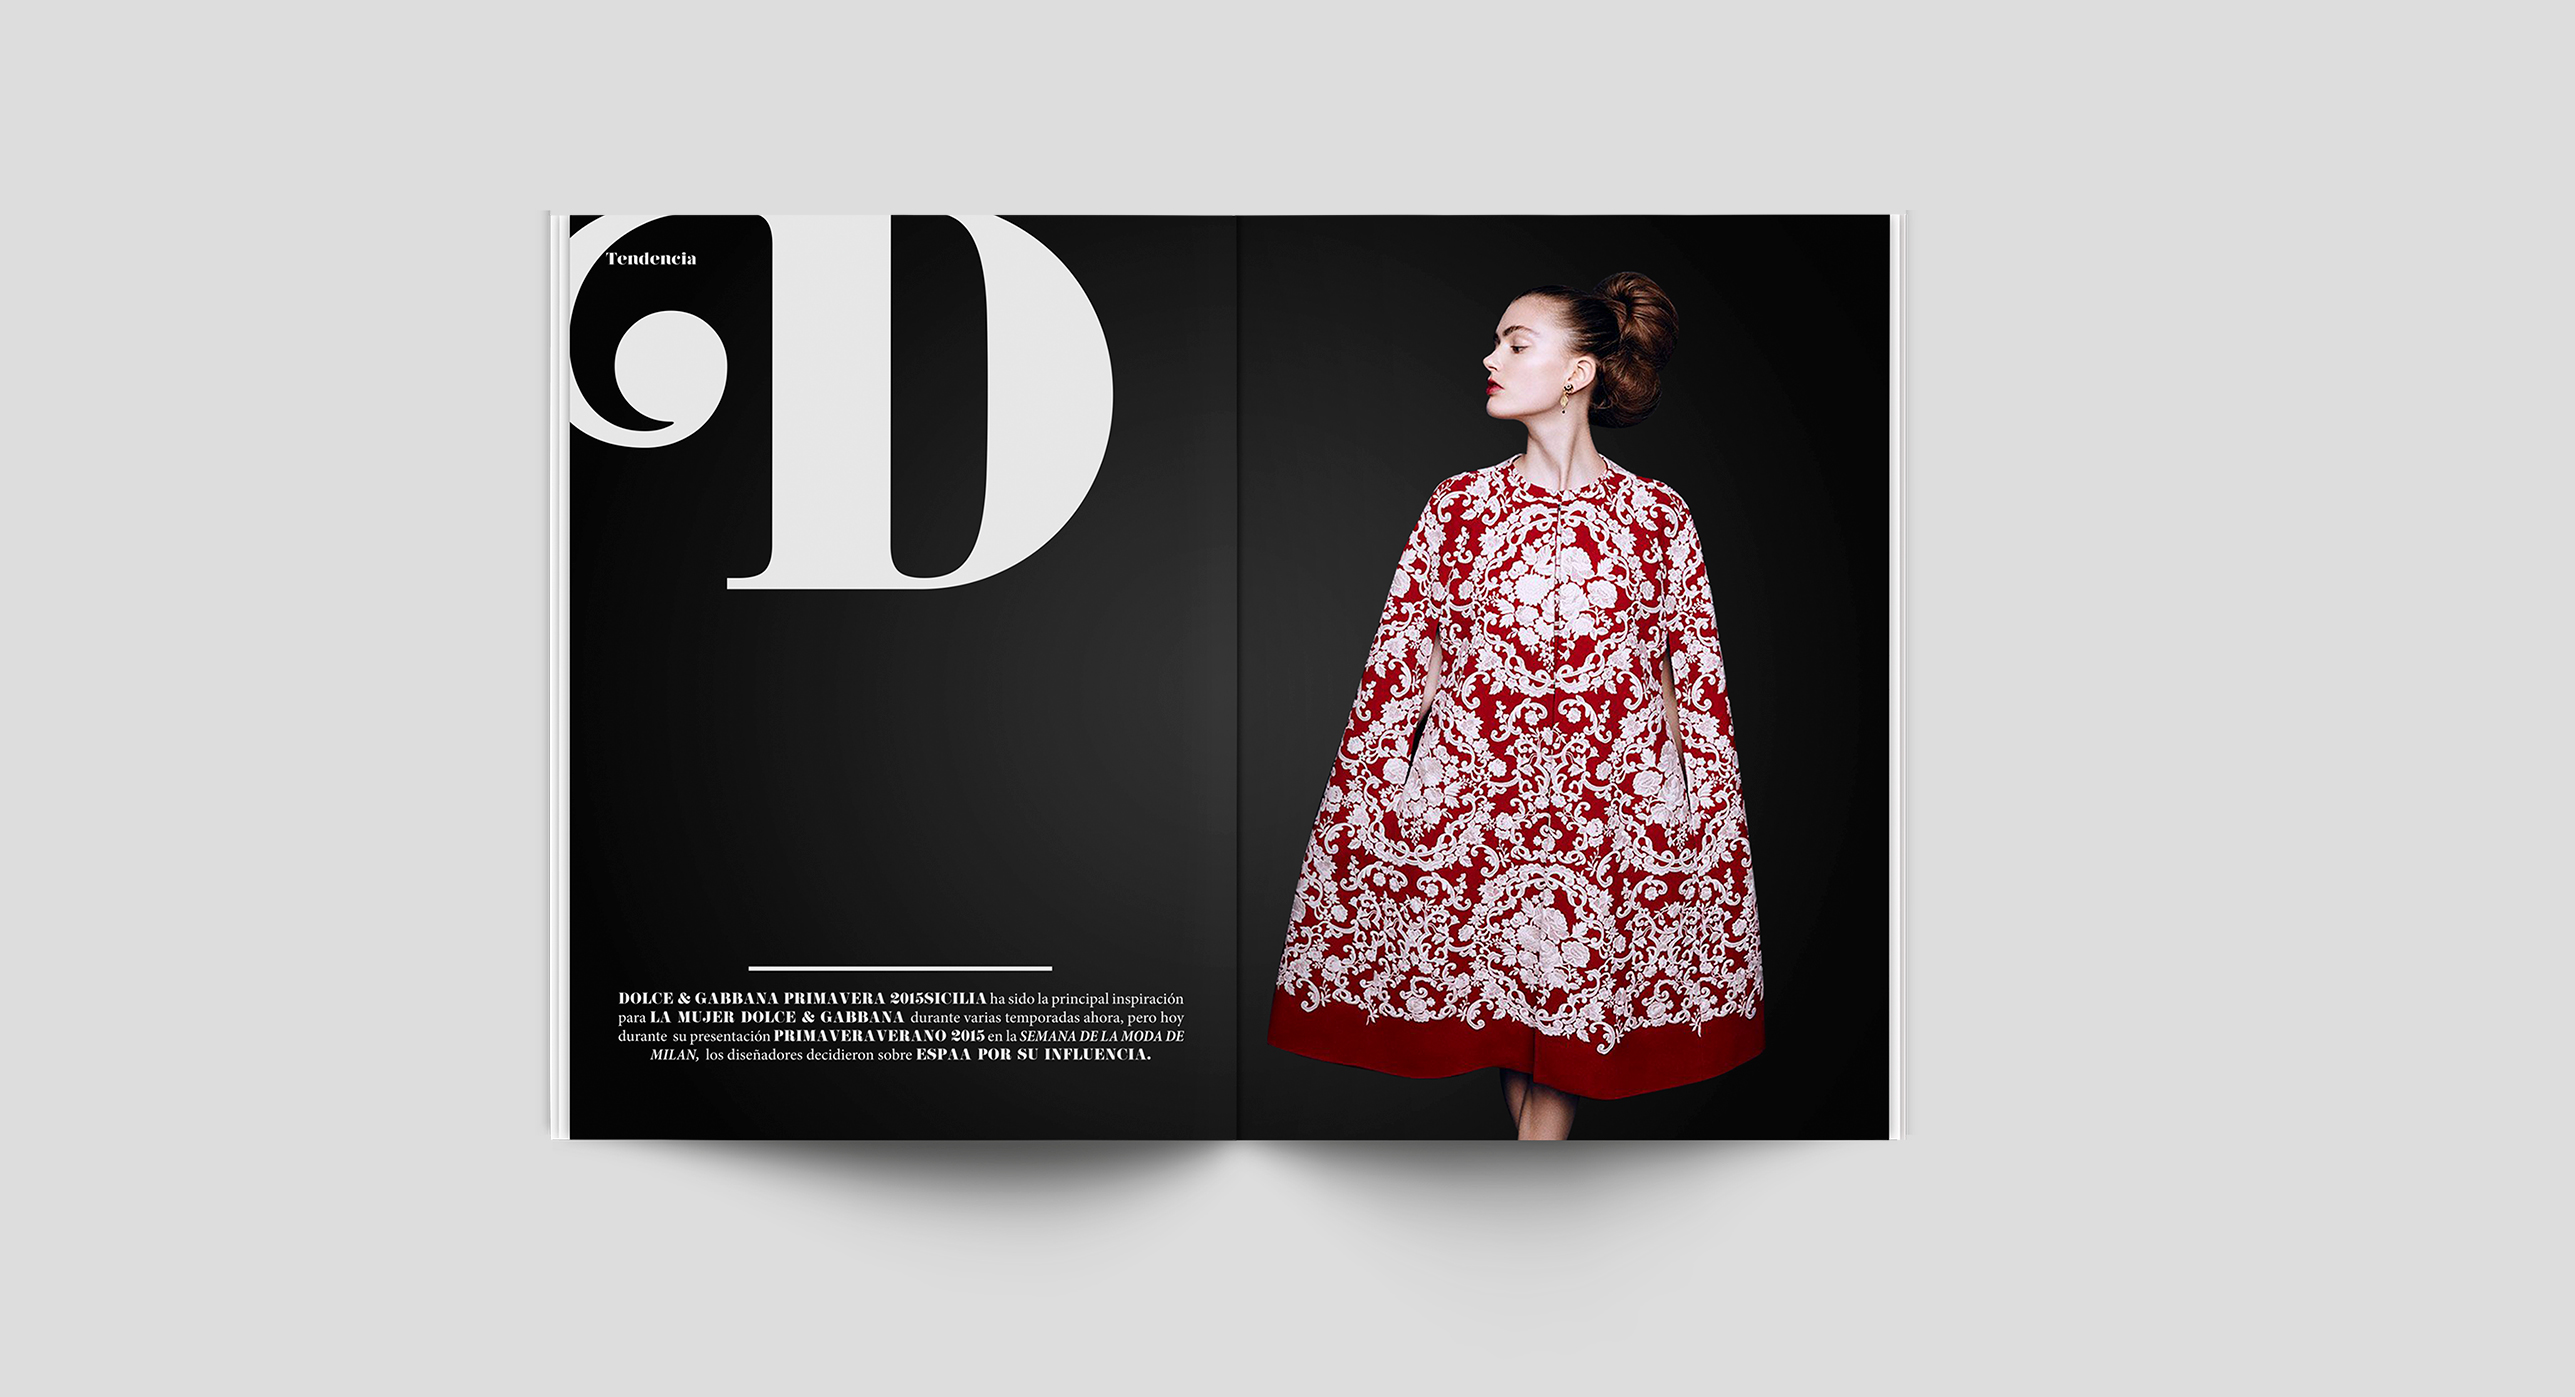 Tendencia
D
DOLCE & GABBANA PRIMAVERA 2015SICILIA ha sido la principal inspiración
para LA MUJER DOLCE & GABBANA durante varias temporadas ahora, pero hoy
durante su presentación PRIMAVERAVERANO 2015 en la SEMANA DE LA MODA DE
MILAN, los diseñadores decidieron sobre ESPAA POR SU INFLUENCIA.